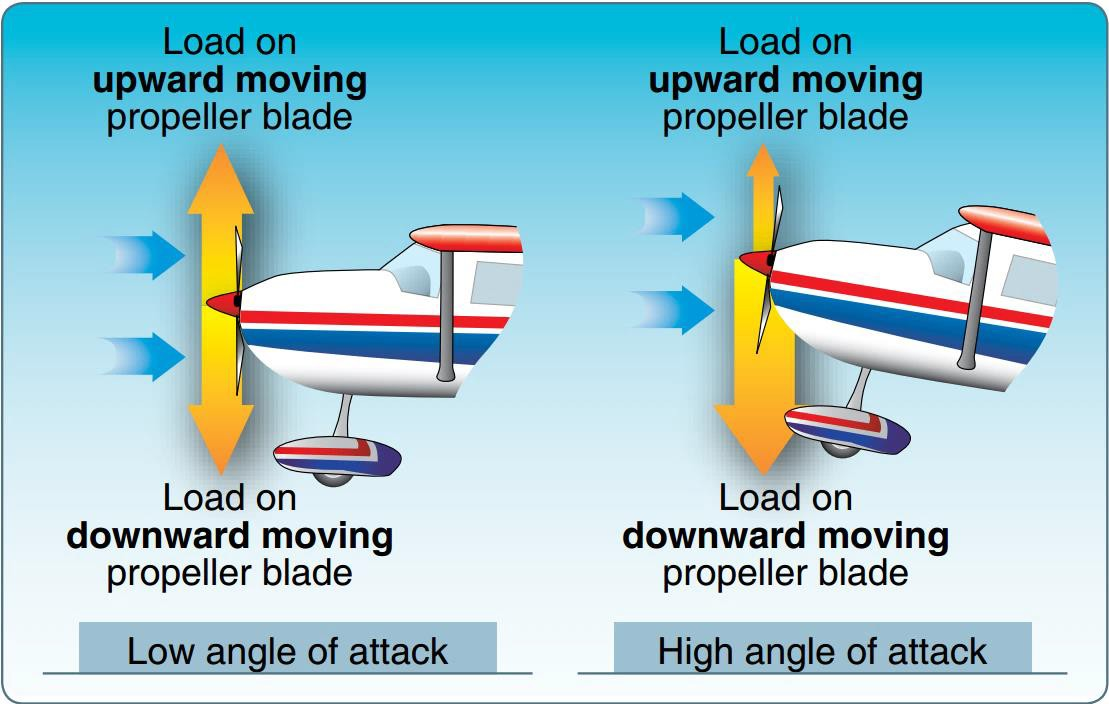 Load on
upward moving
propeller blade
Load on
downward moving
propeller blade
Low angle of attack
Load on
upward moving
propeller blade
Load on
downward moving
propeller blade
High angle of attack